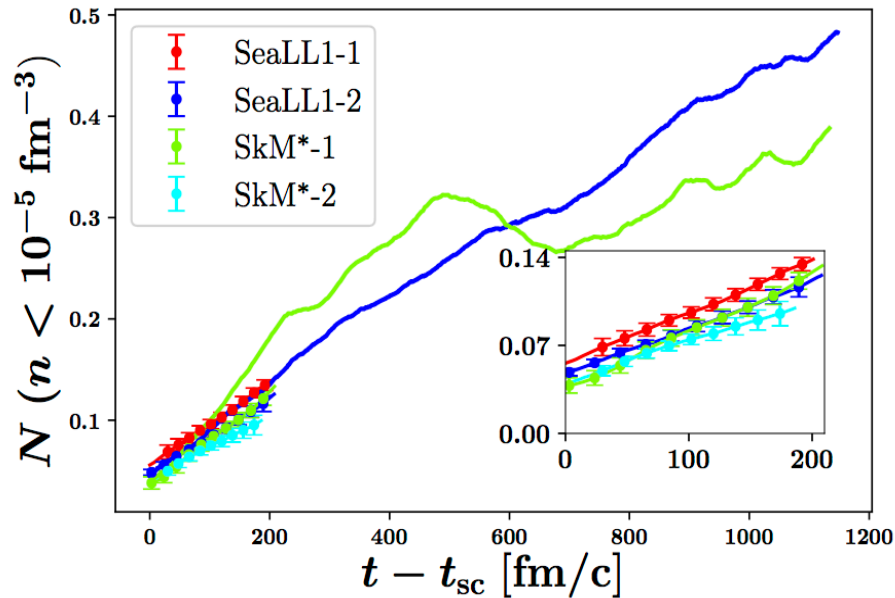 0.5
0.4
0.3
0.2
0.1
N (n < 10⁻⁵ fm⁻³)
SeaLL1-1
SeaLL1-2
SkM*-1
SkM*-2
0.14
0.07
0.00
0 100 200
0 200 400 600 800 1000 1200
t − t_sc [fm/c]